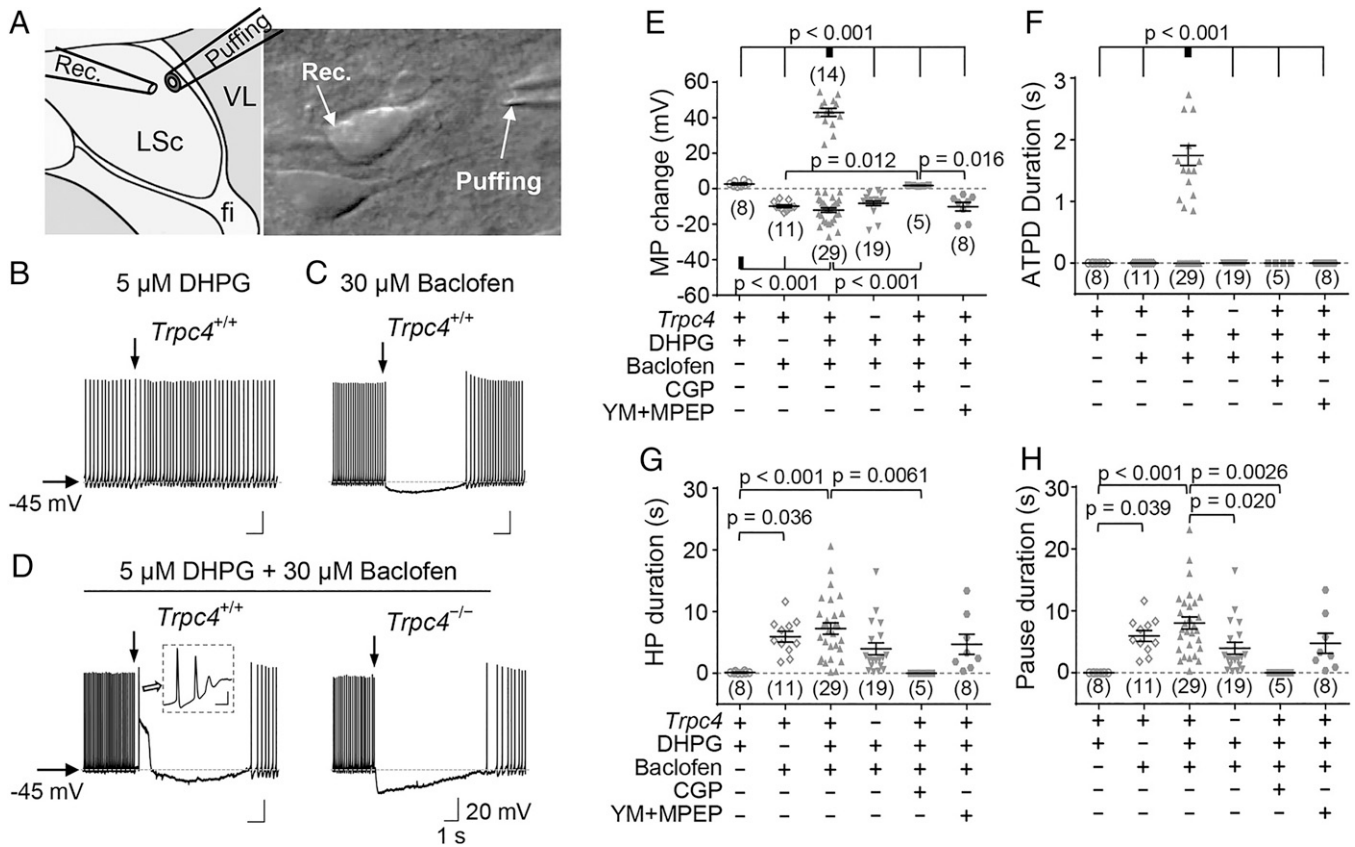 A
Rec.
Puffing
VL
LSc
fi
Rec.
Puffing
B
5 µM DHPG
Trpc4+/+
-45 mV
C
30 µM Baclofen
Trpc4+/+
D
5 µM DHPG + 30 µM Baclofen
Trpc4+/+
Trpc4−/−
-45 mV
20 mV
1 s
E
p < 0.001
MP change (mV)
60
40
20
0
-20
-40
-60
(14)
p = 0.012
p = 0.016
(8)
(11)
(29)
(19)
(5)
(8)
p < 0.001
p < 0.001
Trpc4 + + + − + +
DHPG + − + + + +
Baclofen − + + + + +
CGP − − − − + −
YM+MPEP − − − − − +
F
p < 0.001
ATPD Duration (s)
3
2
1
0
(8) (11) (29) (19) (5) (8)
+ + + − + +
+ − + + + +
− + + + + +
− − − − + −
− − − − − +
G
p < 0.001
p = 0.0061
p = 0.036
HP duration (s)
30
20
10
0
(8) (11) (29) (19) (5) (8)
Trpc4 + + + − + +
DHPG + − + + + +
Baclofen − + + + + +
CGP − − − − + −
YM+MPEP − − − − − +
H
p < 0.001
p = 0.0026
p = 0.039
p = 0.020
Pause duration (s)
30
20
10
0
(8) (11) (29) (19) (5) (8)
+ + + − + +
+ − + + + +
− + + + + +
− − − − + −
− − − − − +